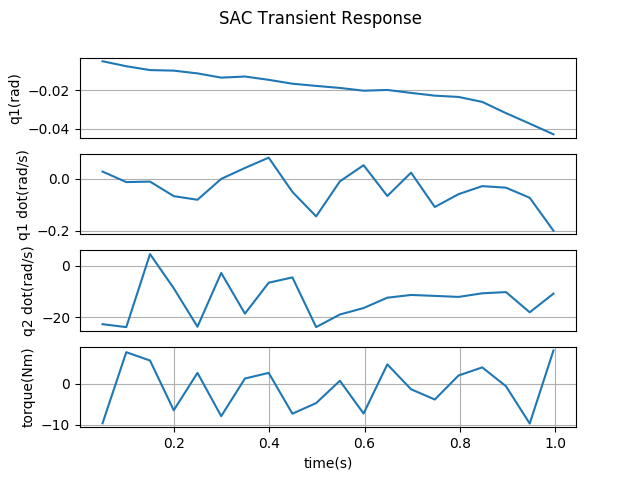 SAC Transient Response
q1(rad)
−0.02
−0.04
q1 dot(rad/s)
0.0
−0.2
q2 dot(rad/s)
0
−20
torque(Nm)
0
−10
0.2 0.4 0.6 0.8 1.0
time(s)